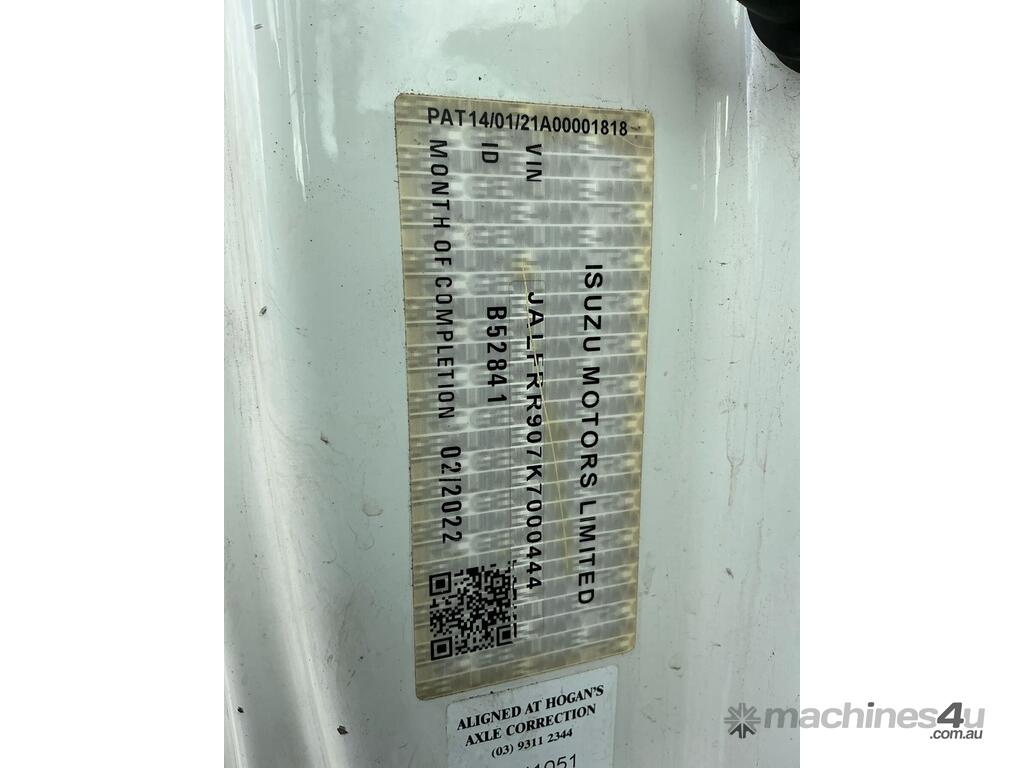 PAT14/01/21A00001818
ISUZU MOTORS LIMITED
VIN JALFRR907K7000444
ID B52841
MONTH OF COMPLETION 02/2022
ALIGNED AT HOGAN'S
AXLE CORRECTION
(03) 9311 2344
machines4u
.com.au